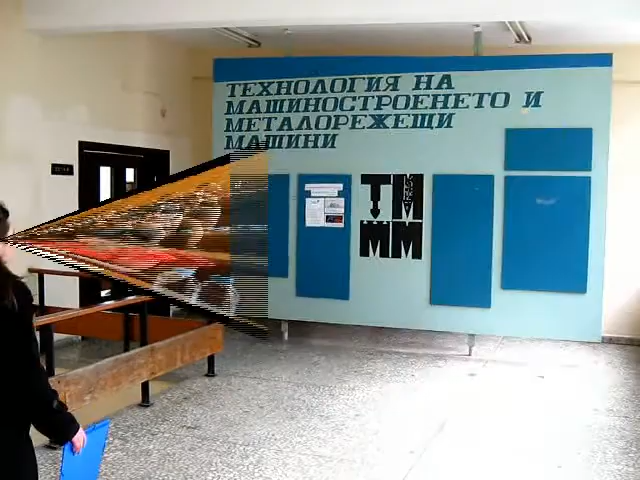 ТЕХНОЛОГИЯ НА
МАШИНОСТРОЕНЕТО И
МЕТАЛОРЕЖЕЩИ
МАШИНИ
ТМ
ММ